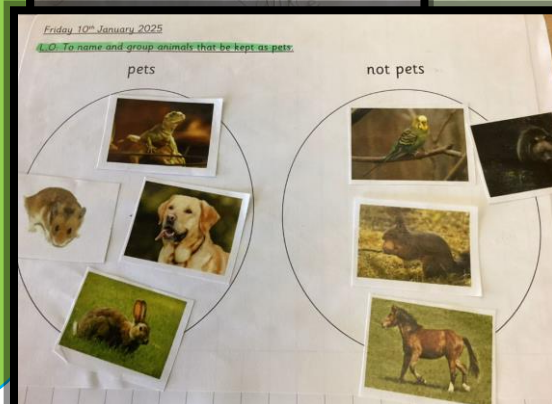 Friday 10th January 2025
L.O. To name and group animals that be kept as pets.
pets
not pets